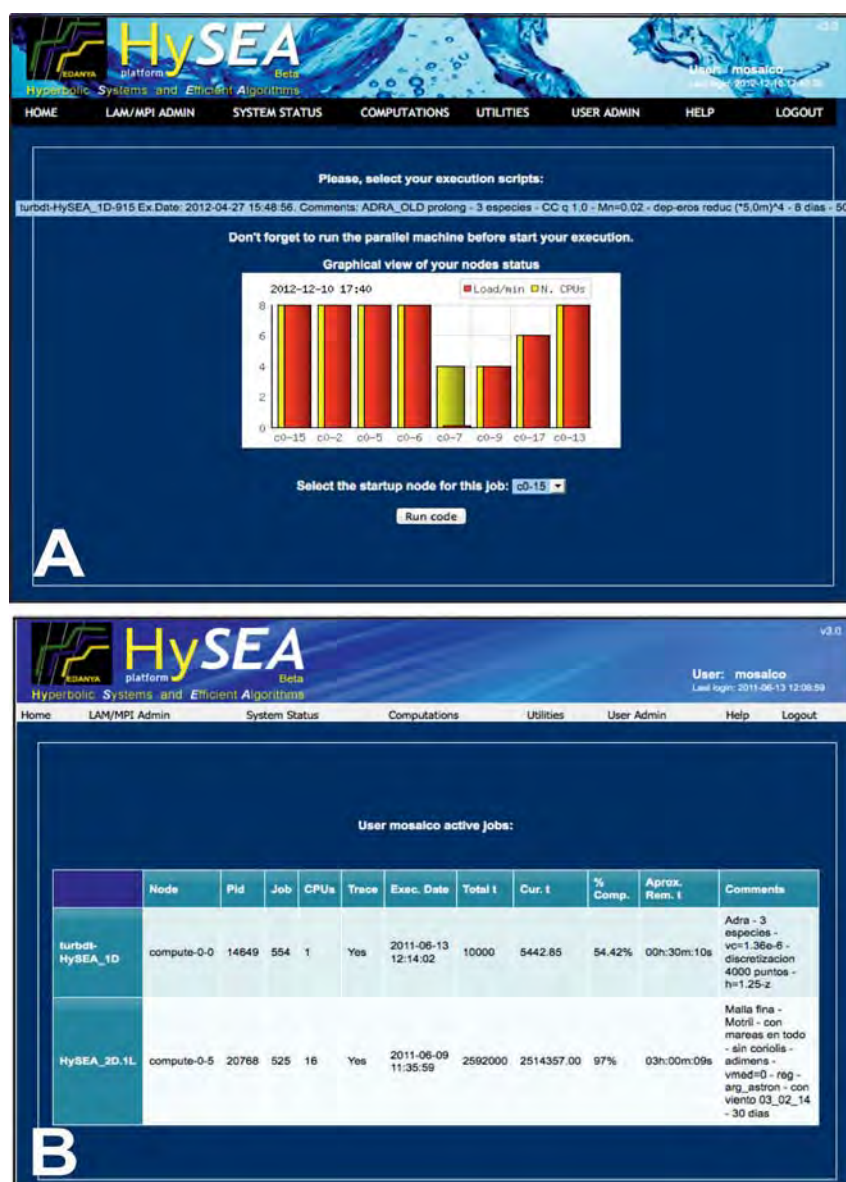 v3.0
HySEA
EDANYA
platform
Beta
Hyperbolic Systems and Efficient Algorithms
User: mosaico
HOME LAM/MPI ADMIN SYSTEM STATUS COMPUTATIONS UTILITIES USER ADMIN HELP LOGOUT
Please, select your execution scripts:
turbdt-HySEA_1D-915 Ex.Date: 2012-04-27 15:48:56. Comments: ADRA_OLD prolong - 3 especies - CC q 1,0 - Mn=0.02 - dep-eros reduc (*5,0m)^4 - 8 dias - 50
Don't forget to run the parallel machine before start your execution.
Graphical view of your nodes status
2012-12-10 17:40 Load/min N. CPUs
8
6
4
2
0
c0-15 c0-2 c0-5 c0-6 c0-7 c0-9 c0-17 c0-13
Select the startup node for this job: c0-15
Run code
A
v3.0
HySEA
EDANYA
platform
Beta
Hyperbolic Systems and Efficient Algorithms
User: mosaico
Last login: 2011-06-13 12:08:59
Home LAM/MPI Admin System Status Computations Utilities User Admin Help Logout
User mosaico active jobs:
Node Pid Job CPUs Trace Exec. Date Total t Cur. t % Comp. Aprox. Rem. t Comments
turbdt-HySEA_1D compute-0-0 14649 554 1 Yes 2011-06-13 12:14:02 10000 5442.85 54.42% 00h:30m:10s Adra - 3
especies -
vc=1.36e-6 -
discretizacion
4000 puntos -
h=1.25-z
HySEA_2D.1L compute-0-5 20768 525 16 Yes 2011-06-09 11:35:59 2592000 2514357.00 97% 03h:00m:09s Malla fina -
Motril - con
mareas en todo
- sin coriolis -
adimens -
vmed=0 - reg -
arg_astron - con
viento 03_02_14
- 30 dias
B